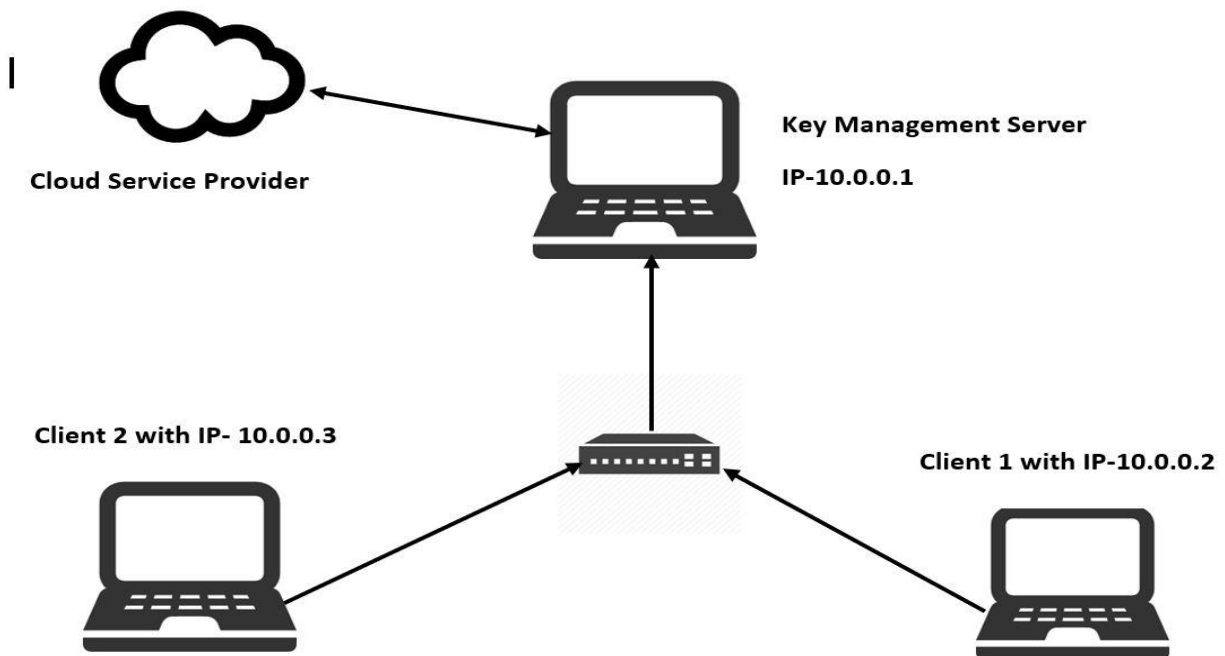 Cloud Service Provider
Key Management Server
IP-10.0.0.1
Client 2 with IP- 10.0.0.3
Client 1 with IP-10.0.0.2